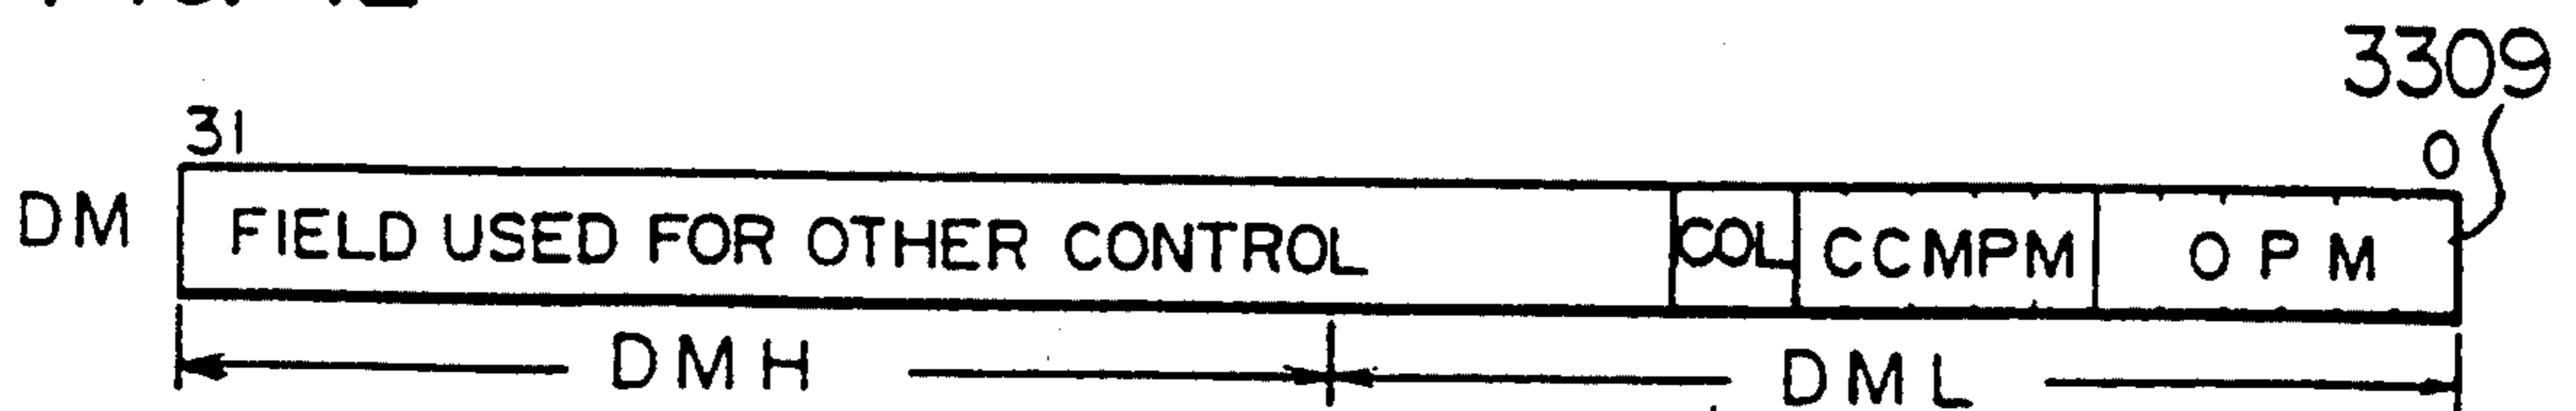 3309
31 0
DM FIELD USED FOR OTHER CONTROL COL CCMPM OPM
DMH DML